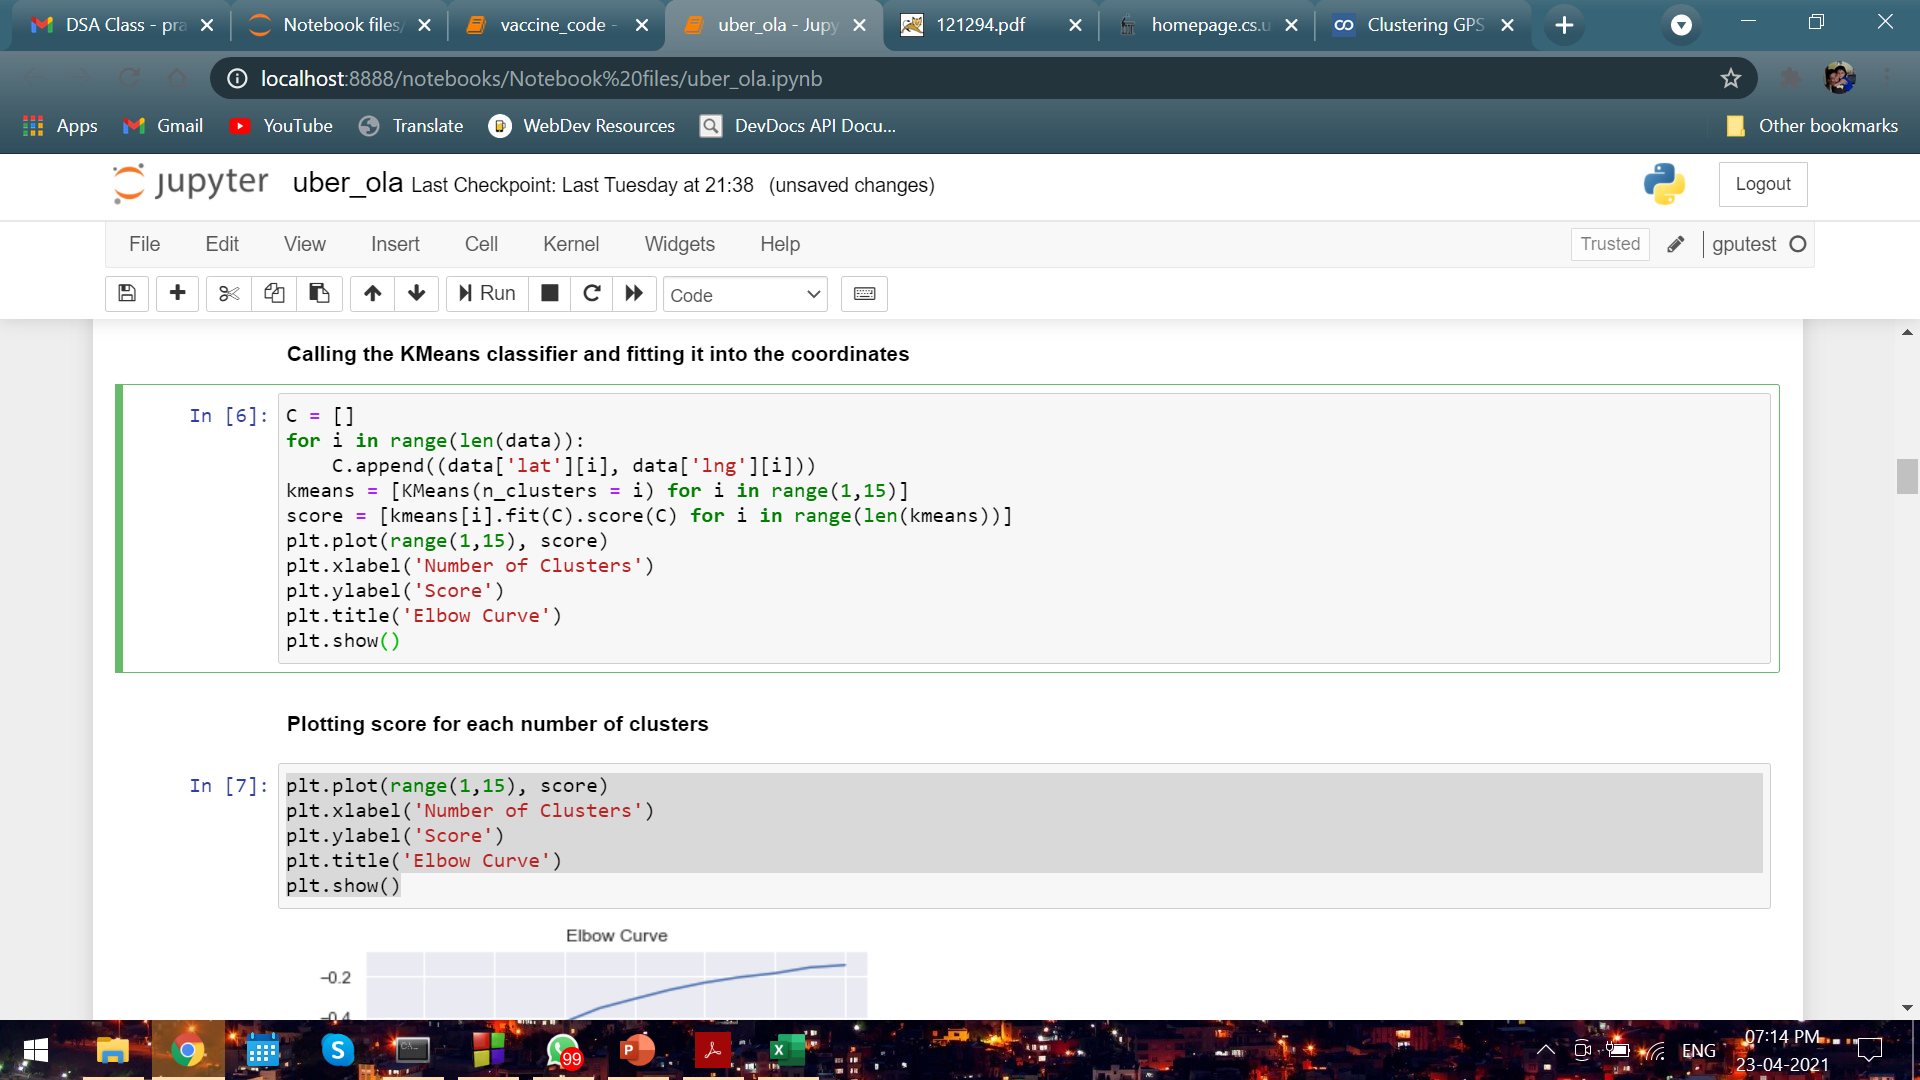 DSA Class - pra
Notebook files/
vaccine_code -
uber_ola - Jupy
121294.pdf
homepage.cs.u
Clustering GPS
localhost:8888/notebooks/Notebook%20files/uber_ola.ipynb
Apps
Gmail
YouTube
Translate
WebDev Resources
DevDocs API Docu...
Other bookmarks
jupyter
uber_ola Last Checkpoint: Last Tuesday at 21:38 (unsaved changes)
Logout
File
Edit
View
Insert
Cell
Kernel
Widgets
Help
Trusted
gputest
Run
Code
Calling the KMeans classifier and fitting it into the coordinates
In [6]:
C = []
for i in range(len(data)):
    C.append((data['lat'][i], data['lng'][i]))
kmeans = [KMeans(n_clusters = i) for i in range(1,15)]
score = [kmeans[i].fit(C).score(C) for i in range(len(kmeans))]
plt.plot(range(1,15), score)
plt.xlabel('Number of Clusters')
plt.ylabel('Score')
plt.title('Elbow Curve')
plt.show()
Plotting score for each number of clusters
In [7]:
plt.plot(range(1,15), score)
plt.xlabel('Number of Clusters')
plt.ylabel('Score')
plt.title('Elbow Curve')
plt.show()
Elbow Curve
−0.2
−0.4
99
ENG
07:14 PM
23-04-2021